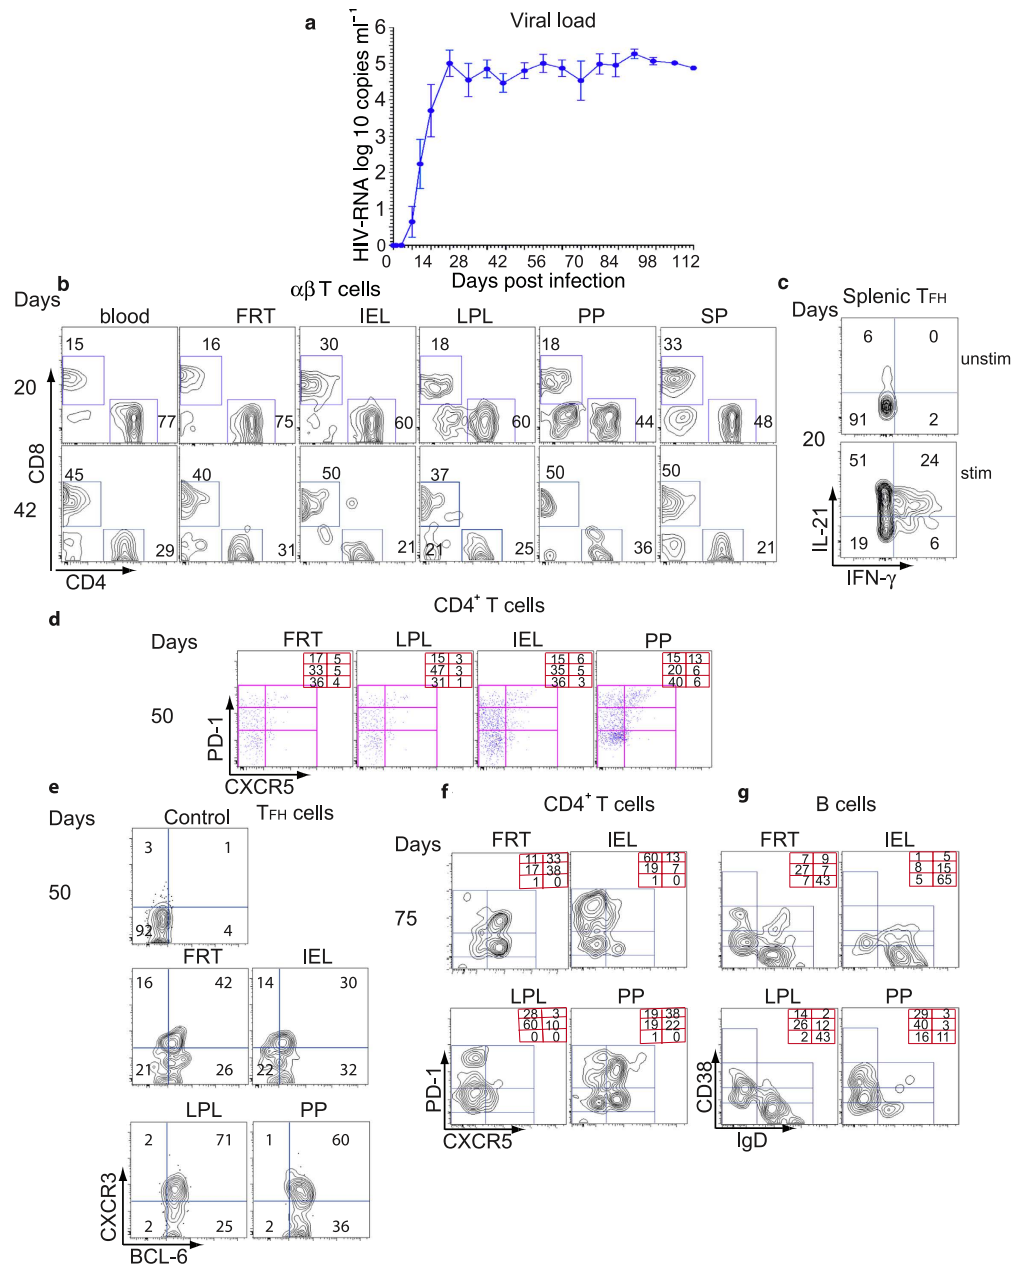 a
Viral load
HIV-RNA log 10 copies ml⁻¹
6
5
4
3
2
1
0
0 14 28 42 56 70 84 98 112
Days post infection
b
αβ T cells
Days
blood FRT IEL LPL PP SP
20
15 16 30 18 18 33
77 75 60 60 44 48
42
45 40 50 37 50 50
29 31 21 21 25 36 21
CD8
CD4
c
Splenic TFH
Days
20
6 0
unstim
91 2
51 24
stim
19 6
IL-21
IFN-γ
d
CD4⁺ T cells
Days
FRT LPL IEL PP
50
17 5 15 3 15 6 15 13
33 5 47 3 35 5 20 6
36 4 31 1 36 3 40 6
PD-1
CXCR5
e
TFH cells
Days
Control
50
3 1
92 4
FRT IEL
16 42 14 30
21 26 22 32
LPL PP
2 71 1 60
2 25 2 36
CXCR3
BCL-6
f
CD4⁺ T cells
Days
FRT IEL
75
11 33 60 13
17 38 19 7
1 0 1 0
LPL PP
28 3 19 38
60 10 19 22
0 0 1 0
PD-1
CXCR5
g
B cells
FRT IEL
7 9 1 5
27 7 8 15
7 43 5 65
LPL PP
14 2 29 3
26 12 40 3
2 43 16 11
CD38
IgD